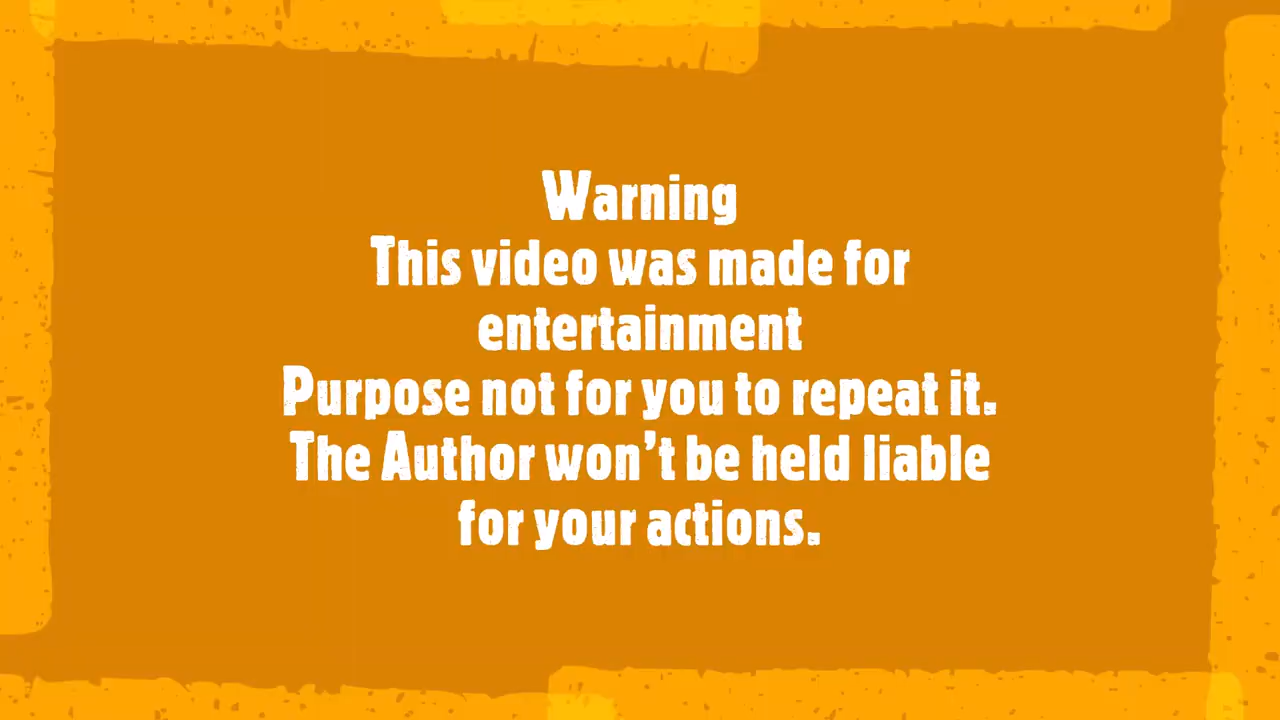 Warning
This video was made for
entertainment
Purpose not for you to repeat it.
The Author won't be held liable
for your actions.